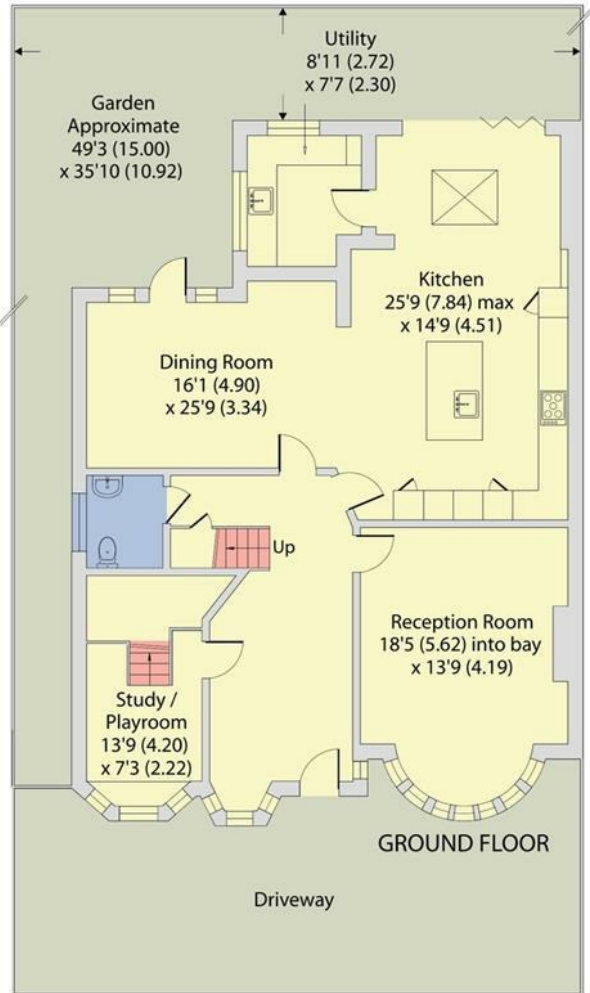 Utility
8'11 (2.72)
x 7'7 (2.30)
Garden
Approximate
49'3 (15.00)
x 35'10 (10.92)
Kitchen
25'9 (7.84) max
x 14'9 (4.51)
Dining Room
16'1 (4.90)
x 25'9 (3.34)
Up
Reception Room
18'5 (5.62) into bay
x 13'9 (4.19)
Study /
Playroom
13'9 (4.20)
x 7'3 (2.22)
GROUND FLOOR
Driveway